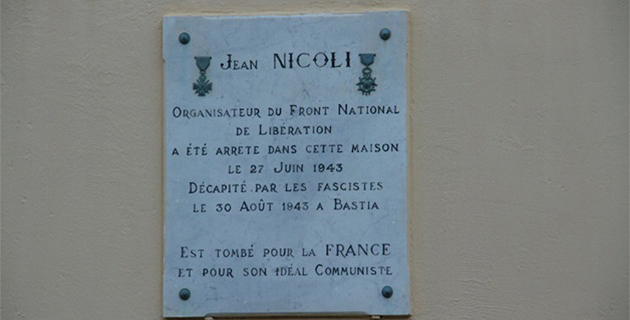 Jean NICOLI
Organisateur du Front National
de Libération
a été arrete dans cette maison
le 27 Juin 1943
Décapité par les fascistes
le 30 Août 1943 a Bastia
Est tombé pour la FRANCE
et pour son idéal Communiste